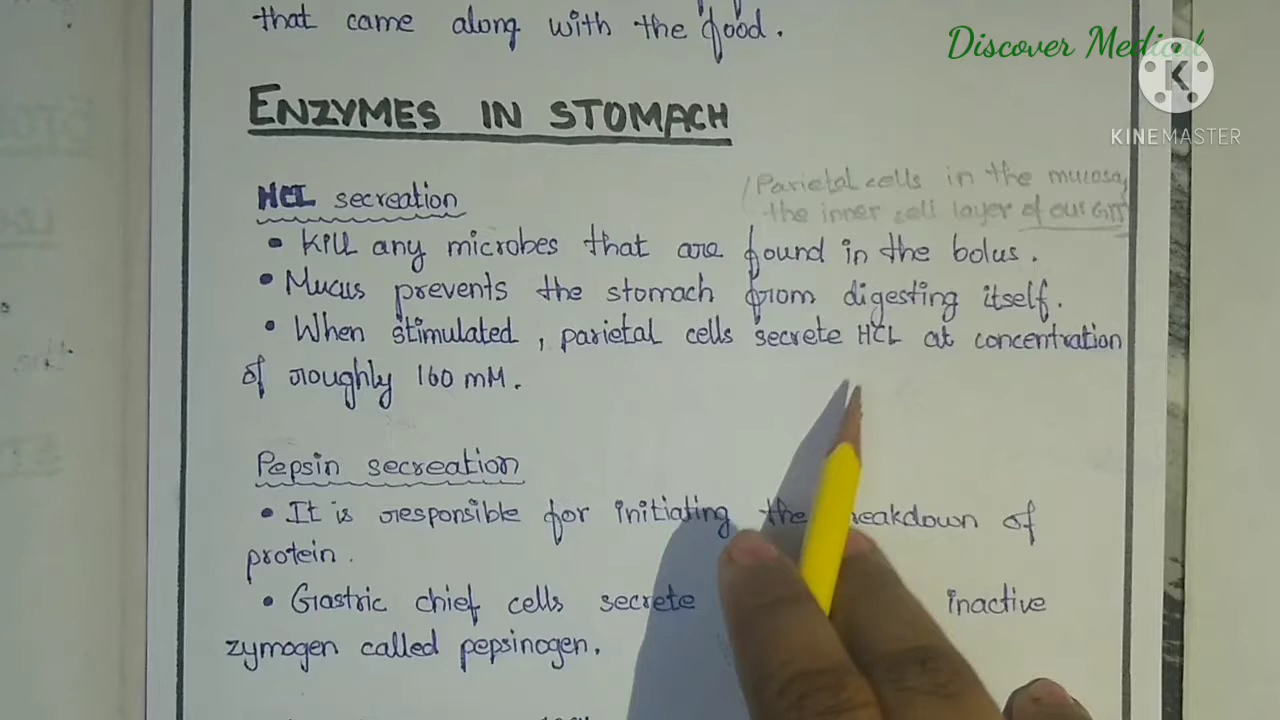 that came along with the food.
Discover Medical
KINEMASTER
ENZYMES IN STOMACH
HCL secreation
(Parietal cells in the mucosa,
the inner cell layer of our GIT
• Kill any microbes that are found in the bolus.
• Mucus prevents the stomach from digesting itself.
• When stimulated, parietal cells secrete HCL at concentration
of roughly 160 mM.
Pepsin secreation
• It is responsible for initiating the breakdown of
protein.
• Gastric chief cells secrete inactive
zymogen called pepsinogen.